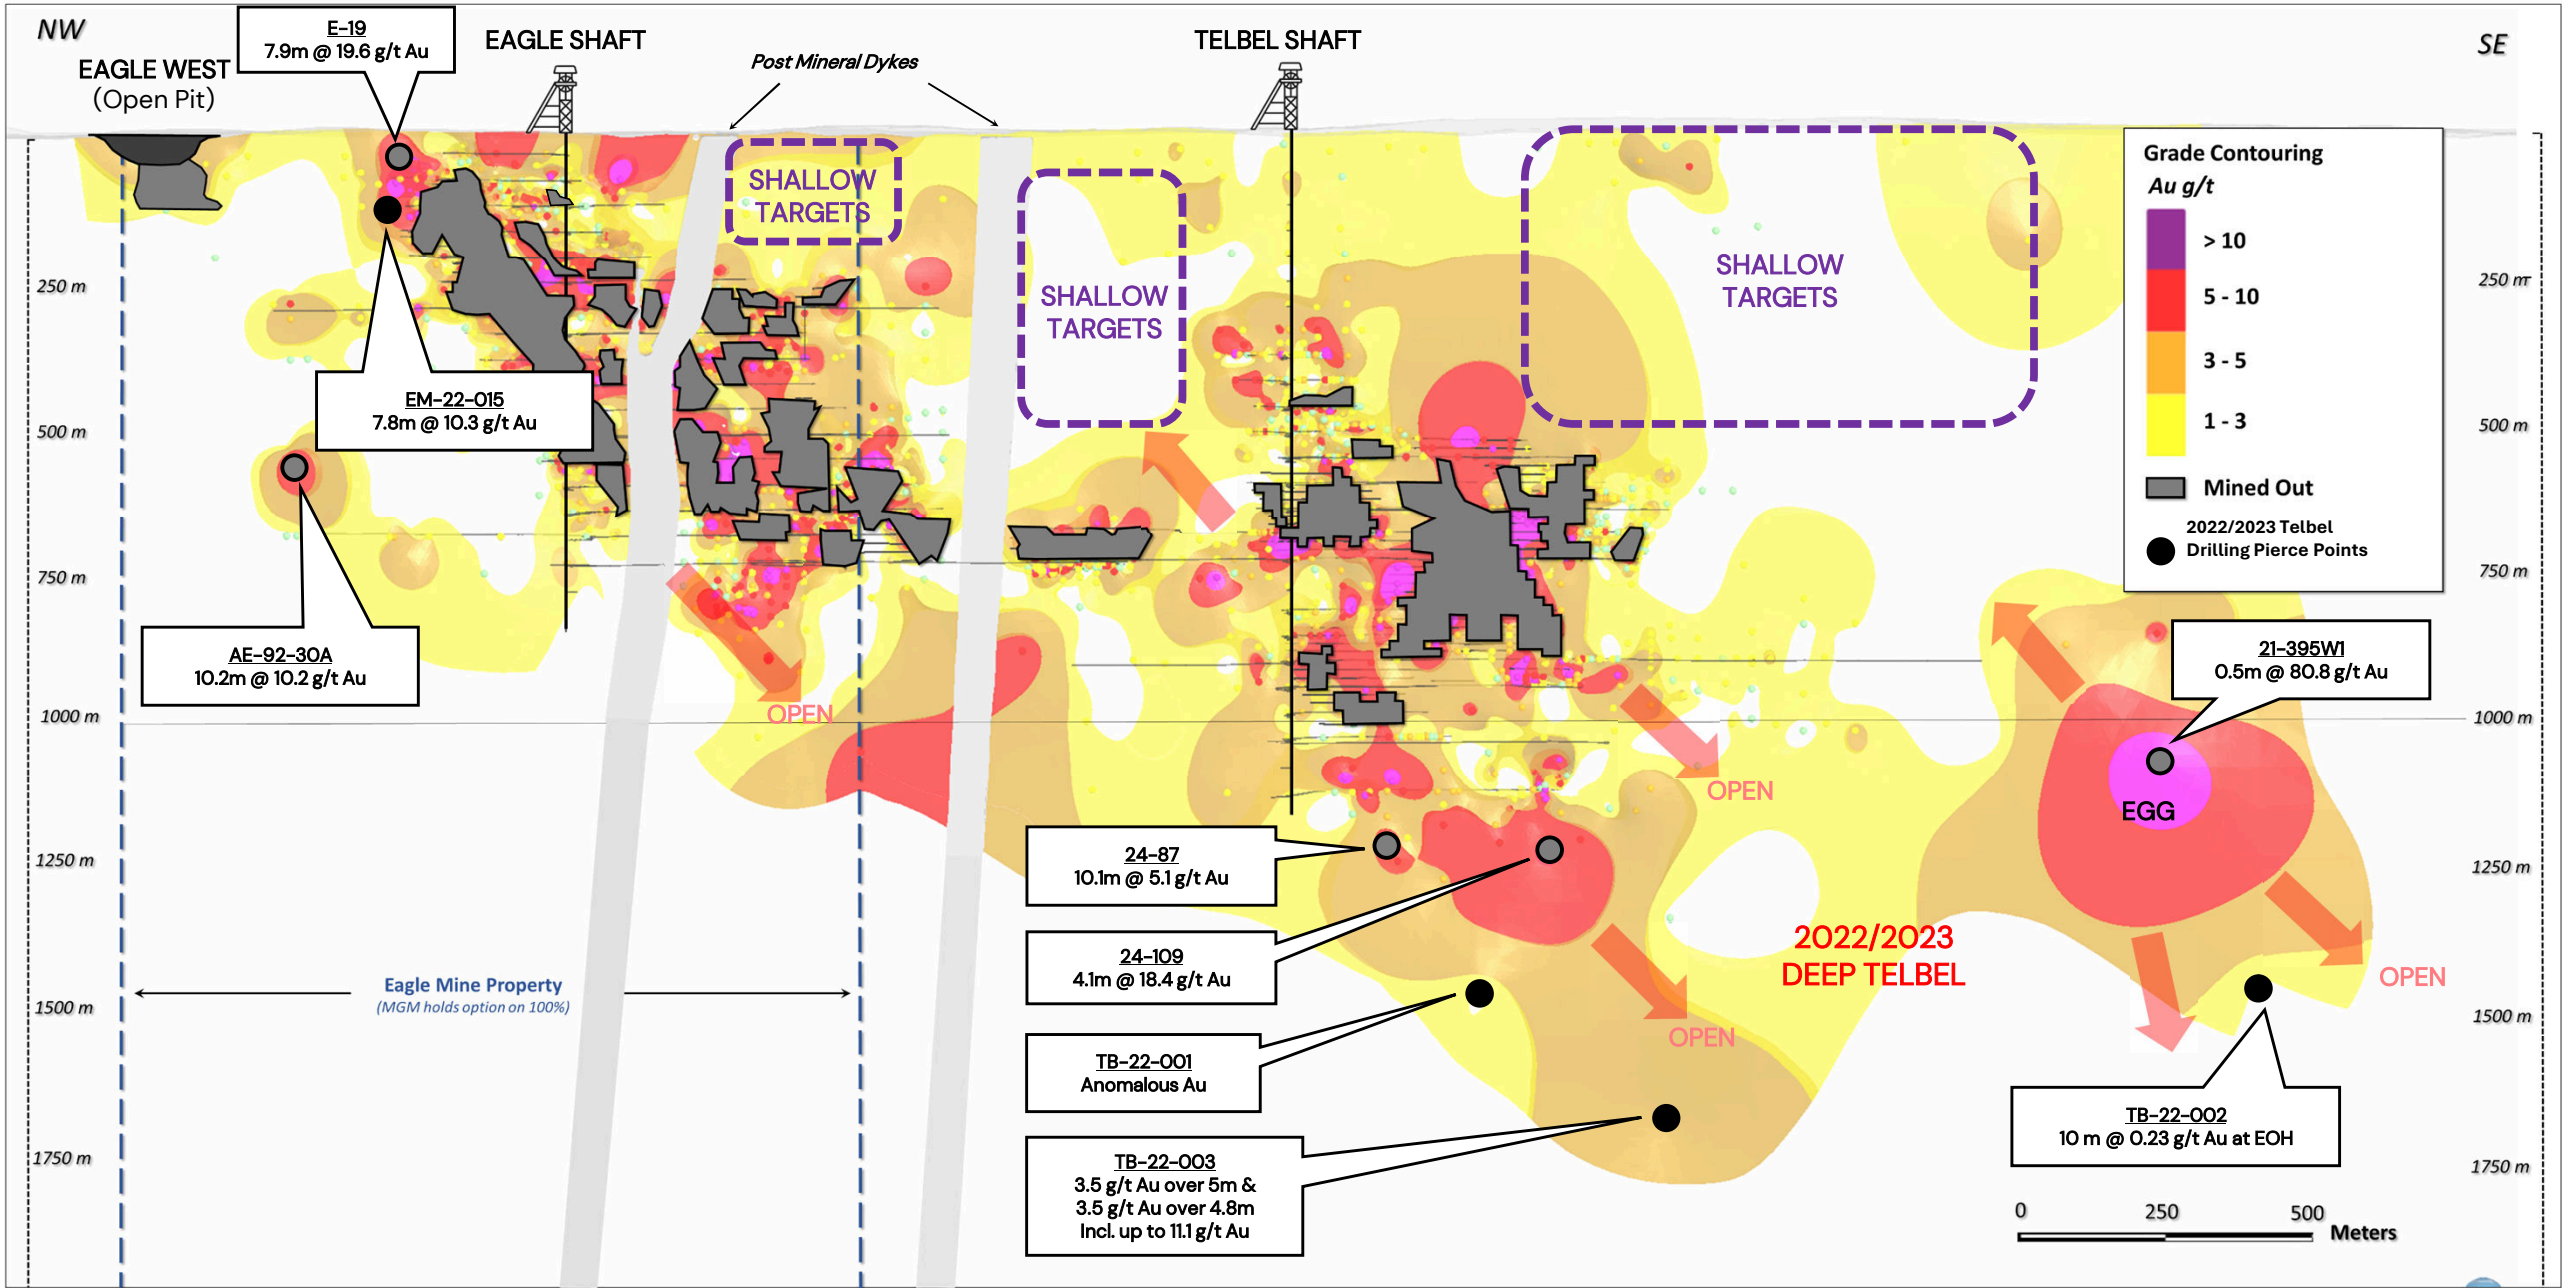 NW
SE
E-19
7.9m @ 19.6 g/t Au
EAGLE WEST
(Open Pit)
EAGLE SHAFT
Post Mineral Dykes
TELBEL SHAFT
SHALLOW
TARGETS
SHALLOW
TARGETS
SHALLOW
TARGETS
Grade Contouring
Au g/t
> 10
5 - 10
3 - 5
1 - 3
Mined Out
2022/2023 Telbel
Drilling Pierce Points
250 m
500 m
750 m
1000 m
1250 m
1500 m
1750 m
250 m
500 m
750 m
1000 m
1250 m
1500 m
1750 m
EM-22-015
7.8m @ 10.3 g/t Au
AE-92-30A
10.2m @ 10.2 g/t Au
OPEN
21-395W1
0.5m @ 80.8 g/t Au
EGG
OPEN
24-87
10.1m @ 5.1 g/t Au
24-109
4.1m @ 18.4 g/t Au
2022/2023
DEEP TELBEL
OPEN
OPEN
Eagle Mine Property
(MGM holds option on 100%)
TB-22-001
Anomalous Au
TB-22-003
3.5 g/t Au over 5m &
3.5 g/t Au over 4.8m
Incl. up to 11.1 g/t Au
TB-22-002
10 m @ 0.23 g/t Au at EOH
0 250 500
Meters